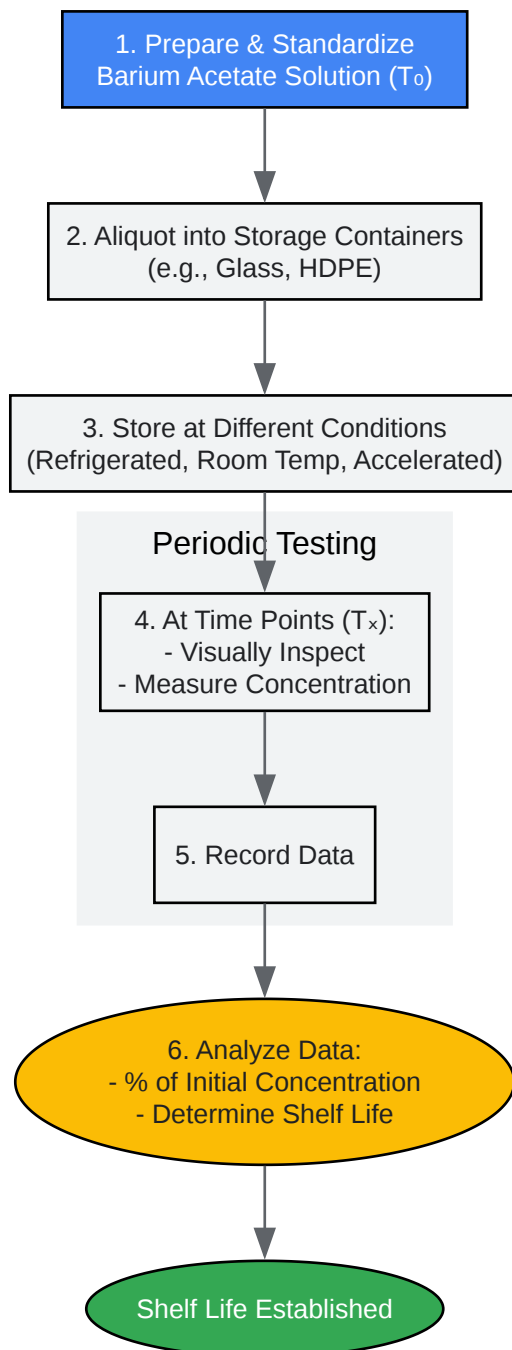 1. Prepare & Standardize
Barium Acetate Solution (T₀)
2. Aliquot into Storage Containers
(e.g., Glass, HDPE)
3. Store at Different Conditions
(Refrigerated, Room Temp, Accelerated)
Periodic Testing
4. At Time Points (Tₓ):
- Visually Inspect
- Measure Concentration
5. Record Data
6. Analyze Data:
- % of Initial Concentration
- Determine Shelf Life
Shelf Life Established